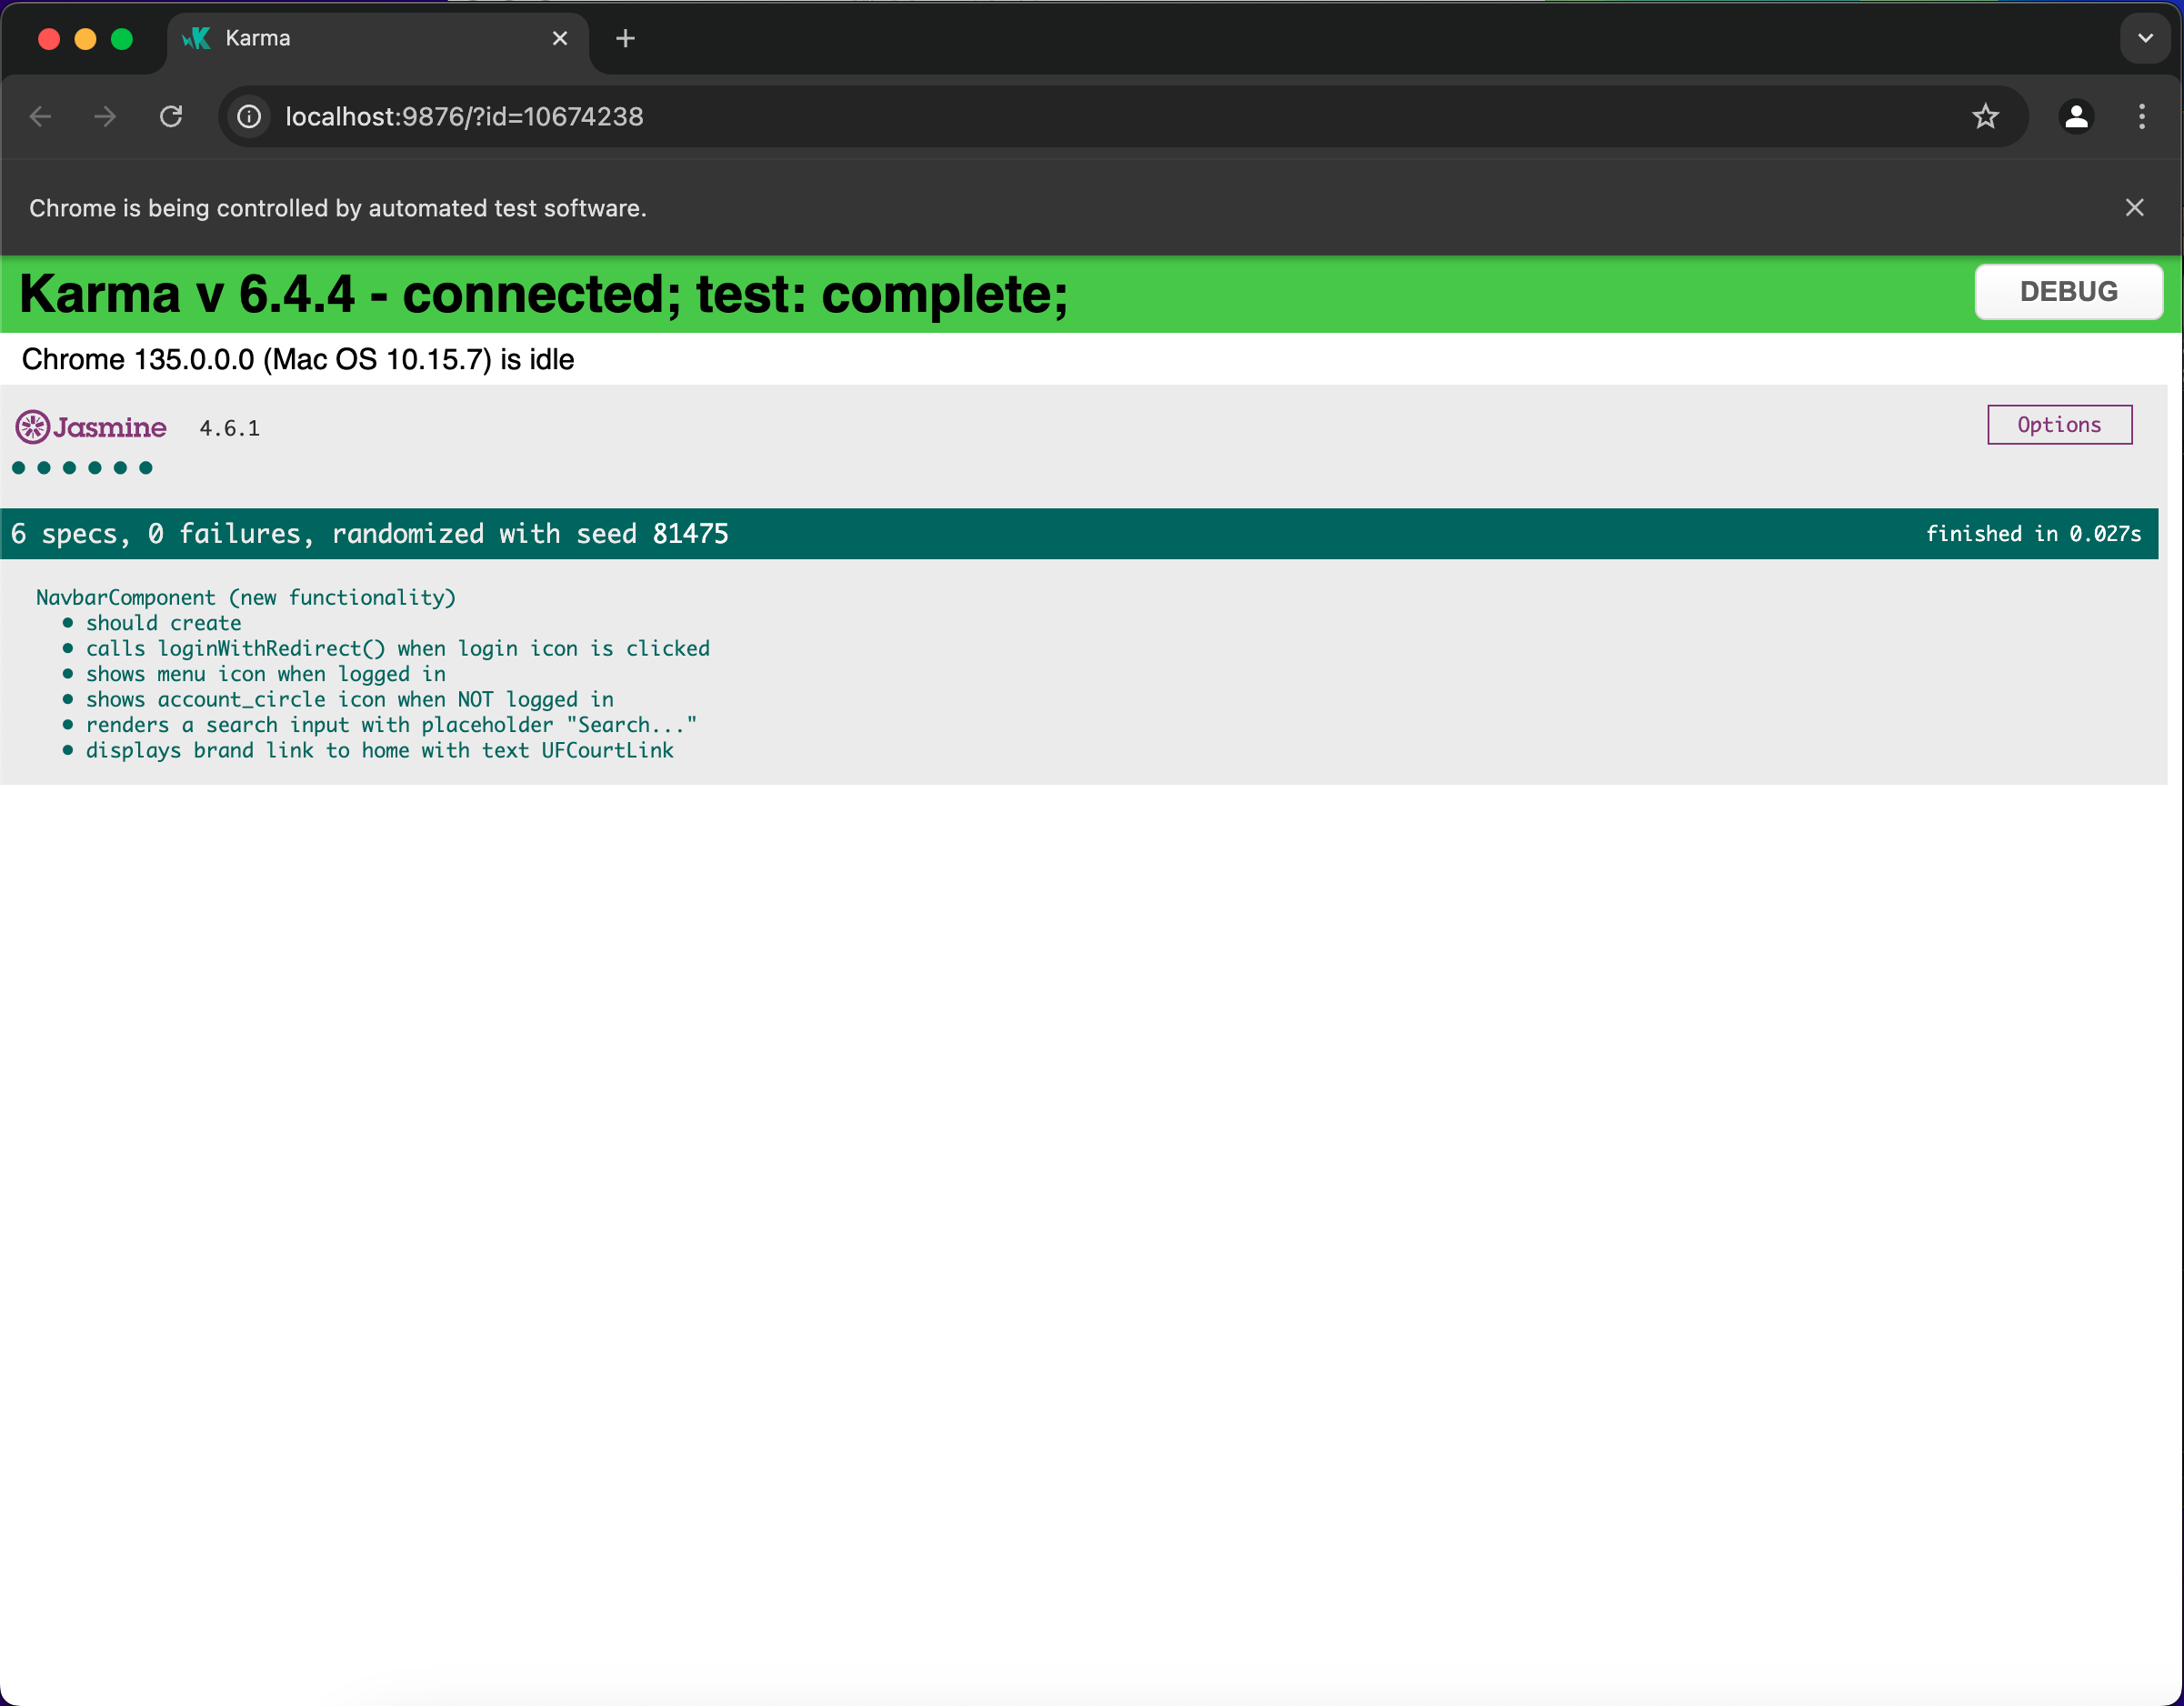 Karma
localhost:9876/?id=10674238
Chrome is being controlled by automated test software.
Karma v 6.4.4 - connected; test: complete;
DEBUG
Chrome 135.0.0.0 (Mac OS 10.15.7) is idle
Jasmine 4.6.1
Options
6 specs, 0 failures, randomized with seed 81475
finished in 0.027s
NavbarComponent (new functionality)
• should create
• calls loginWithRedirect() when login icon is clicked
• shows menu icon when logged in
• shows account_circle icon when NOT logged in
• renders a search input with placeholder "Search..."
• displays brand link to home with text UFCourtLink